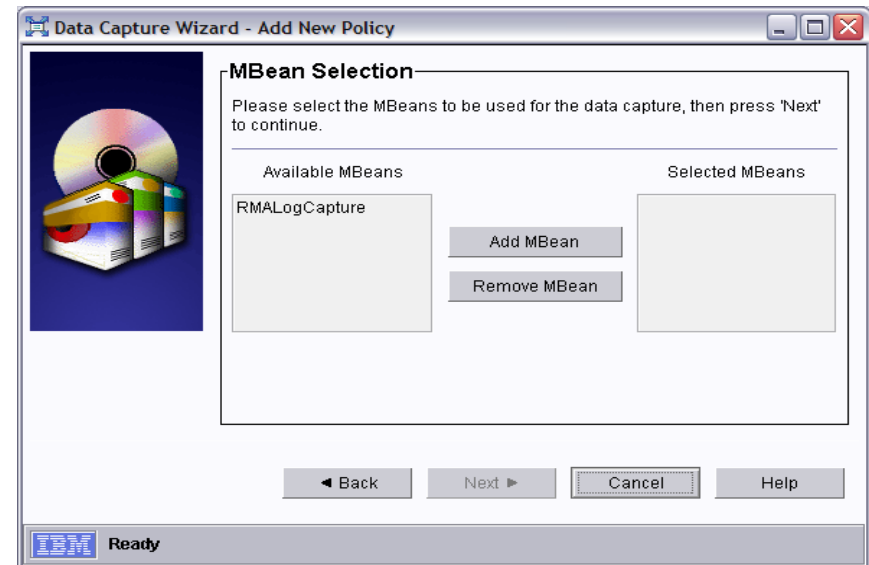 Data Capture Wizard - Add New Policy
MBean Selection
Please select the MBeans to be used for the data capture, then press 'Next'
to continue.
Available MBeans
Selected MBeans
RMALogCapture
Add MBean
Remove MBean
◄ Back
Next ►
Cancel
Help
IBM
Ready